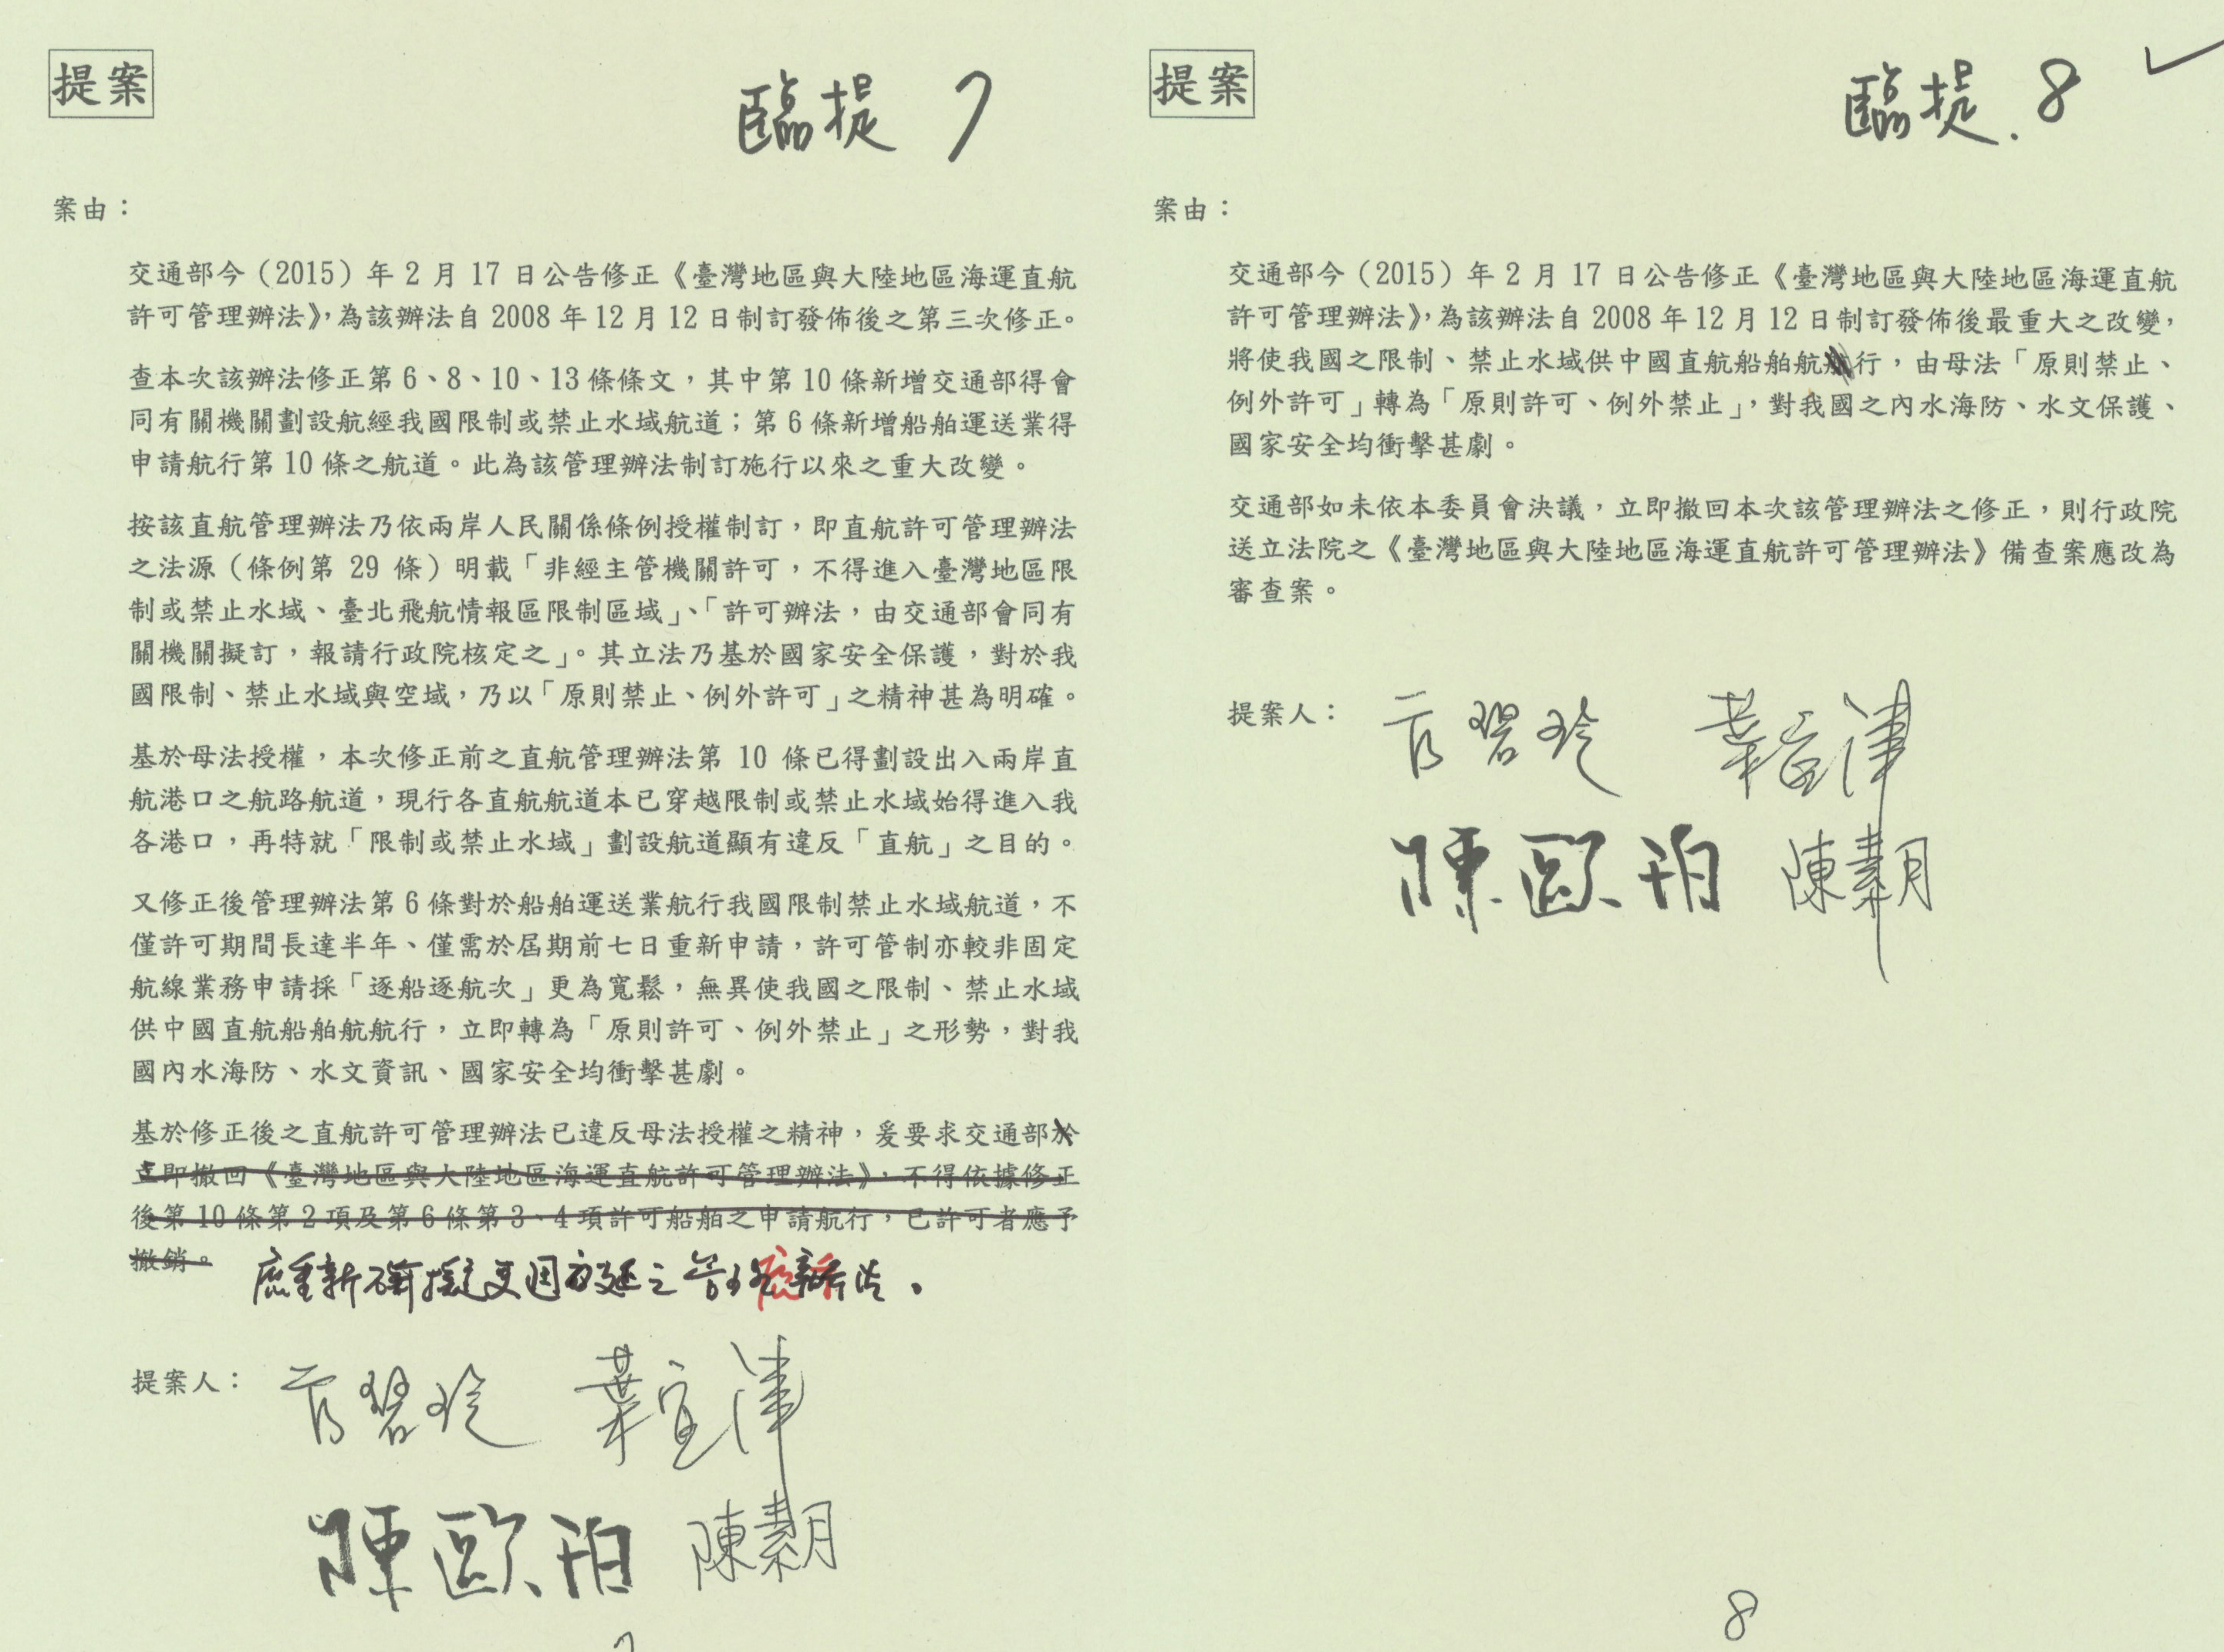 提案
臨提 7
案由：
交通部今（2015）年 2 月 17 日公告修正《臺灣地區與大陸地區海運直航
許可管理辦法》，為該辦法自 2008 年 12 月 12 日制訂發佈後之第三次修正。
查本次該辦法修正第 6、8、10、13 條條文，其中第 10 條新增交通部得會
同有關機關劃設航經我國限制或禁止水域航道；第 6 條新增船舶運送業得
申請航行第 10 條之航道。此為該管理辦法制訂施行以來之重大改變。
按該直航管理辦法乃依兩岸人民關係條例授權制訂，即直航許可管理辦法
之法源（條例第 29 條）明載「非經主管機關許可，不得進入臺灣地區限
制或禁止水域、臺北飛航情報區限制區域」、「許可辦法，由交通部會同有
關機關擬訂，報請行政院核定之」。其立法乃基於國家安全保護，對於我
國限制、禁止水域與空域，乃以「原則禁止、例外許可」之精神甚為明確。
基於母法授權，本次修正前之直航管理辦法第 10 條已得劃設出入兩岸直
航港口之航路航道，現行各直航航道本已穿越限制或禁止水域始得進入我
各港口，再特就「限制或禁止水域」劃設航道顯有違反「直航」之目的。
又修正後管理辦法第 6 條對於船舶運送業航行我國限制禁止水域航道，不
僅許可期間長達半年、僅需於屆期前七日重新申請，許可管制亦較非固定
航線業務申請採「逐船逐航次」更為寬鬆，無異使我國之限制、禁止水域
供中國直航船舶航航行，立即轉為「原則許可、例外禁止」之形勢，對我
國內水海防、水文資訊、國家安全均衝擊甚劇。
基於修正後之直航許可管理辦法已違反母法授權之精神，爰要求交通部於
立即撤回《臺灣地區與大陸地區海運直航許可管理辦法》，不得依據修正
後第 10 條第 2 項及第 6 條第 3、4 項許可船舶之申請航行，已許可者應予
撤銷。
應重新研擬更周延之管理辦法。
提案人：
管碧玲 葉宜津
陳歐珀 陳素月
提案
臨提. 8
案由：
交通部今（2015）年 2 月 17 日公告修正《臺灣地區與大陸地區海運直航
許可管理辦法》，為該辦法自 2008 年 12 月 12 日制訂發佈後最重大之改變，
將使我國之限制、禁止水域供中國直航船舶航行，由母法「原則禁止、
例外許可」轉為「原則許可、例外禁止」，對我國之內水海防、水文保護、
國家安全均衝擊甚劇。
交通部如未依本委員會決議，立即撤回本次該管理辦法之修正，則行政院
送立法院之《臺灣地區與大陸地區海運直航許可管理辦法》備查案應改為
審查案。
提案人：
管碧玲 葉宜津
陳歐珀 陳素月
8